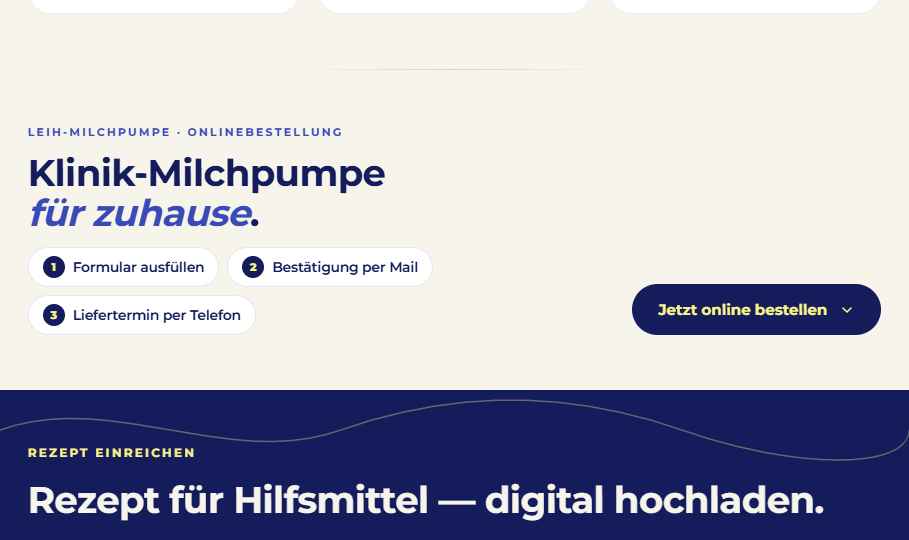 LEIH-MILCHPUMPE · ONLINEBESTELLUNG
Klinik-Milchpumpe
für zuhause.
1 Formular ausfüllen
2 Bestätigung per Mail
3 Liefertermin per Telefon
Jetzt online bestellen
REZEPT EINREICHEN
Rezept für Hilfsmittel — digital hochladen.